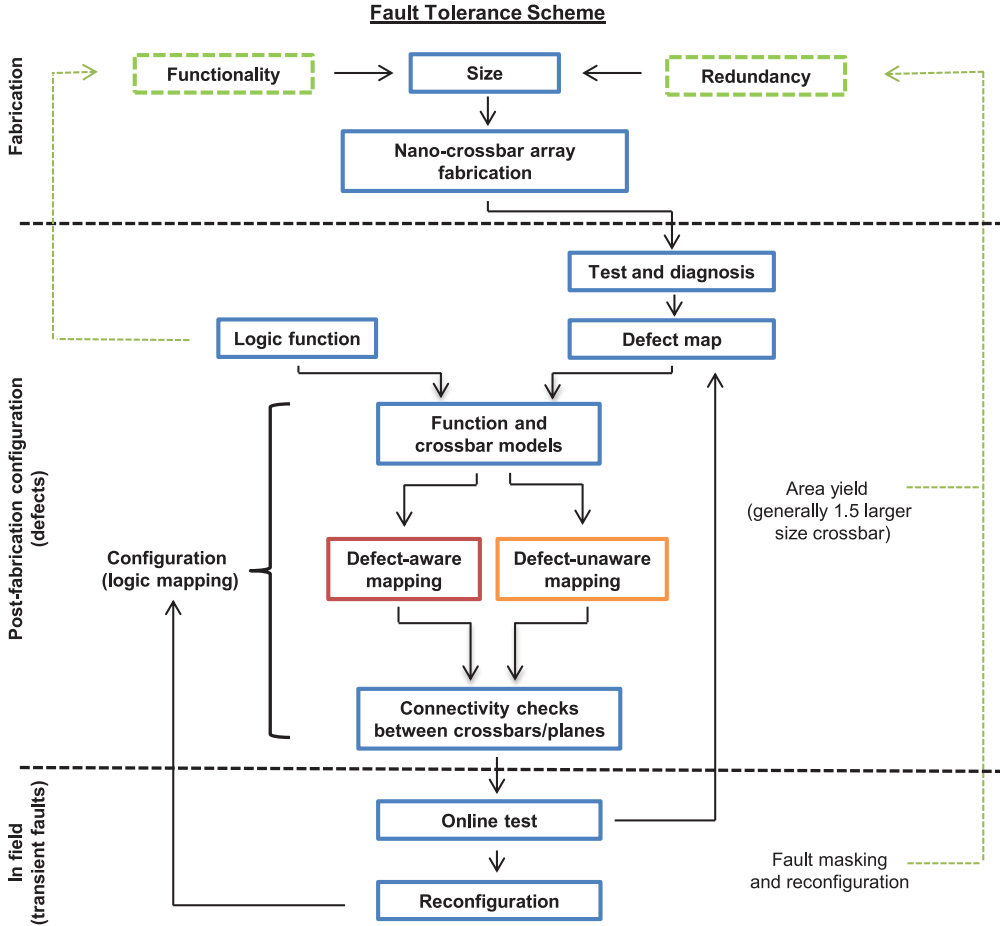 Fault Tolerance Scheme
Fabrication
Functionality
Size
Redundancy
Nano-crossbar array
fabrication
Post-fabrication configuration
(defects)
Test and diagnosis
Logic function
Defect map
Function and
crossbar models
Area yield
(generally 1.5 larger
size crossbar)
Configuration
(logic mapping)
Defect-aware
mapping
Defect-unaware
mapping
Connectivity checks
between crossbars/planes
In field
(transient faults)
Online test
Fault masking
and reconfiguration
Reconfiguration